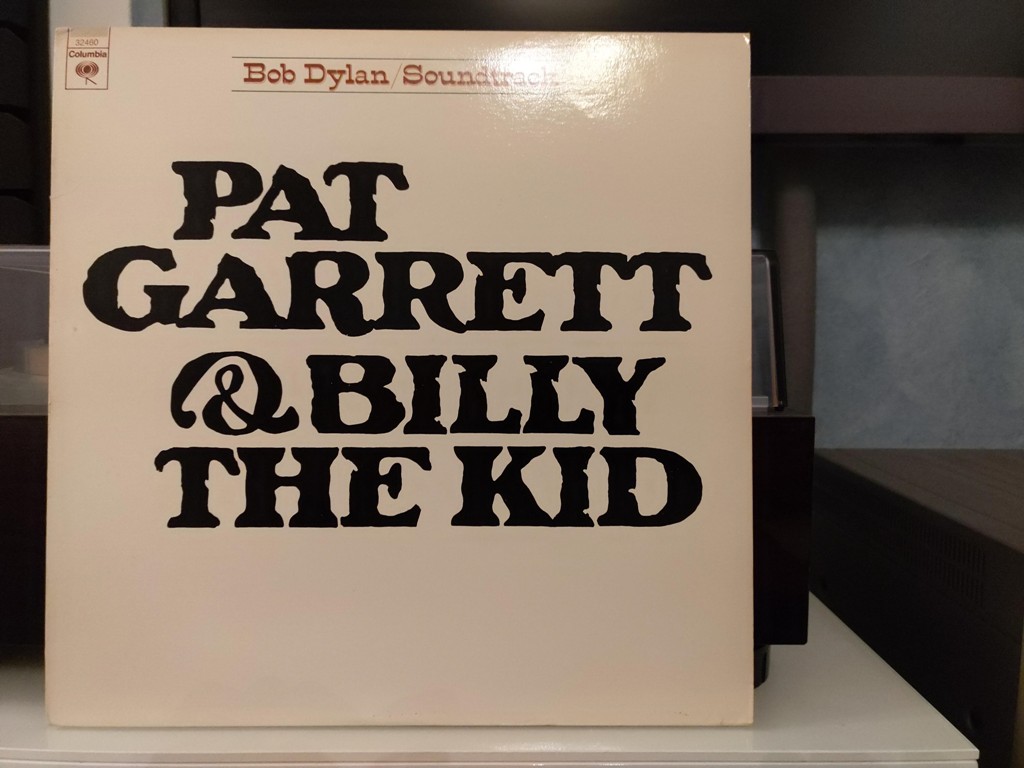 32460
Columbia
Bob Dylan/Soundtrack
PAT
GARRETT
& BILLY
THE KID